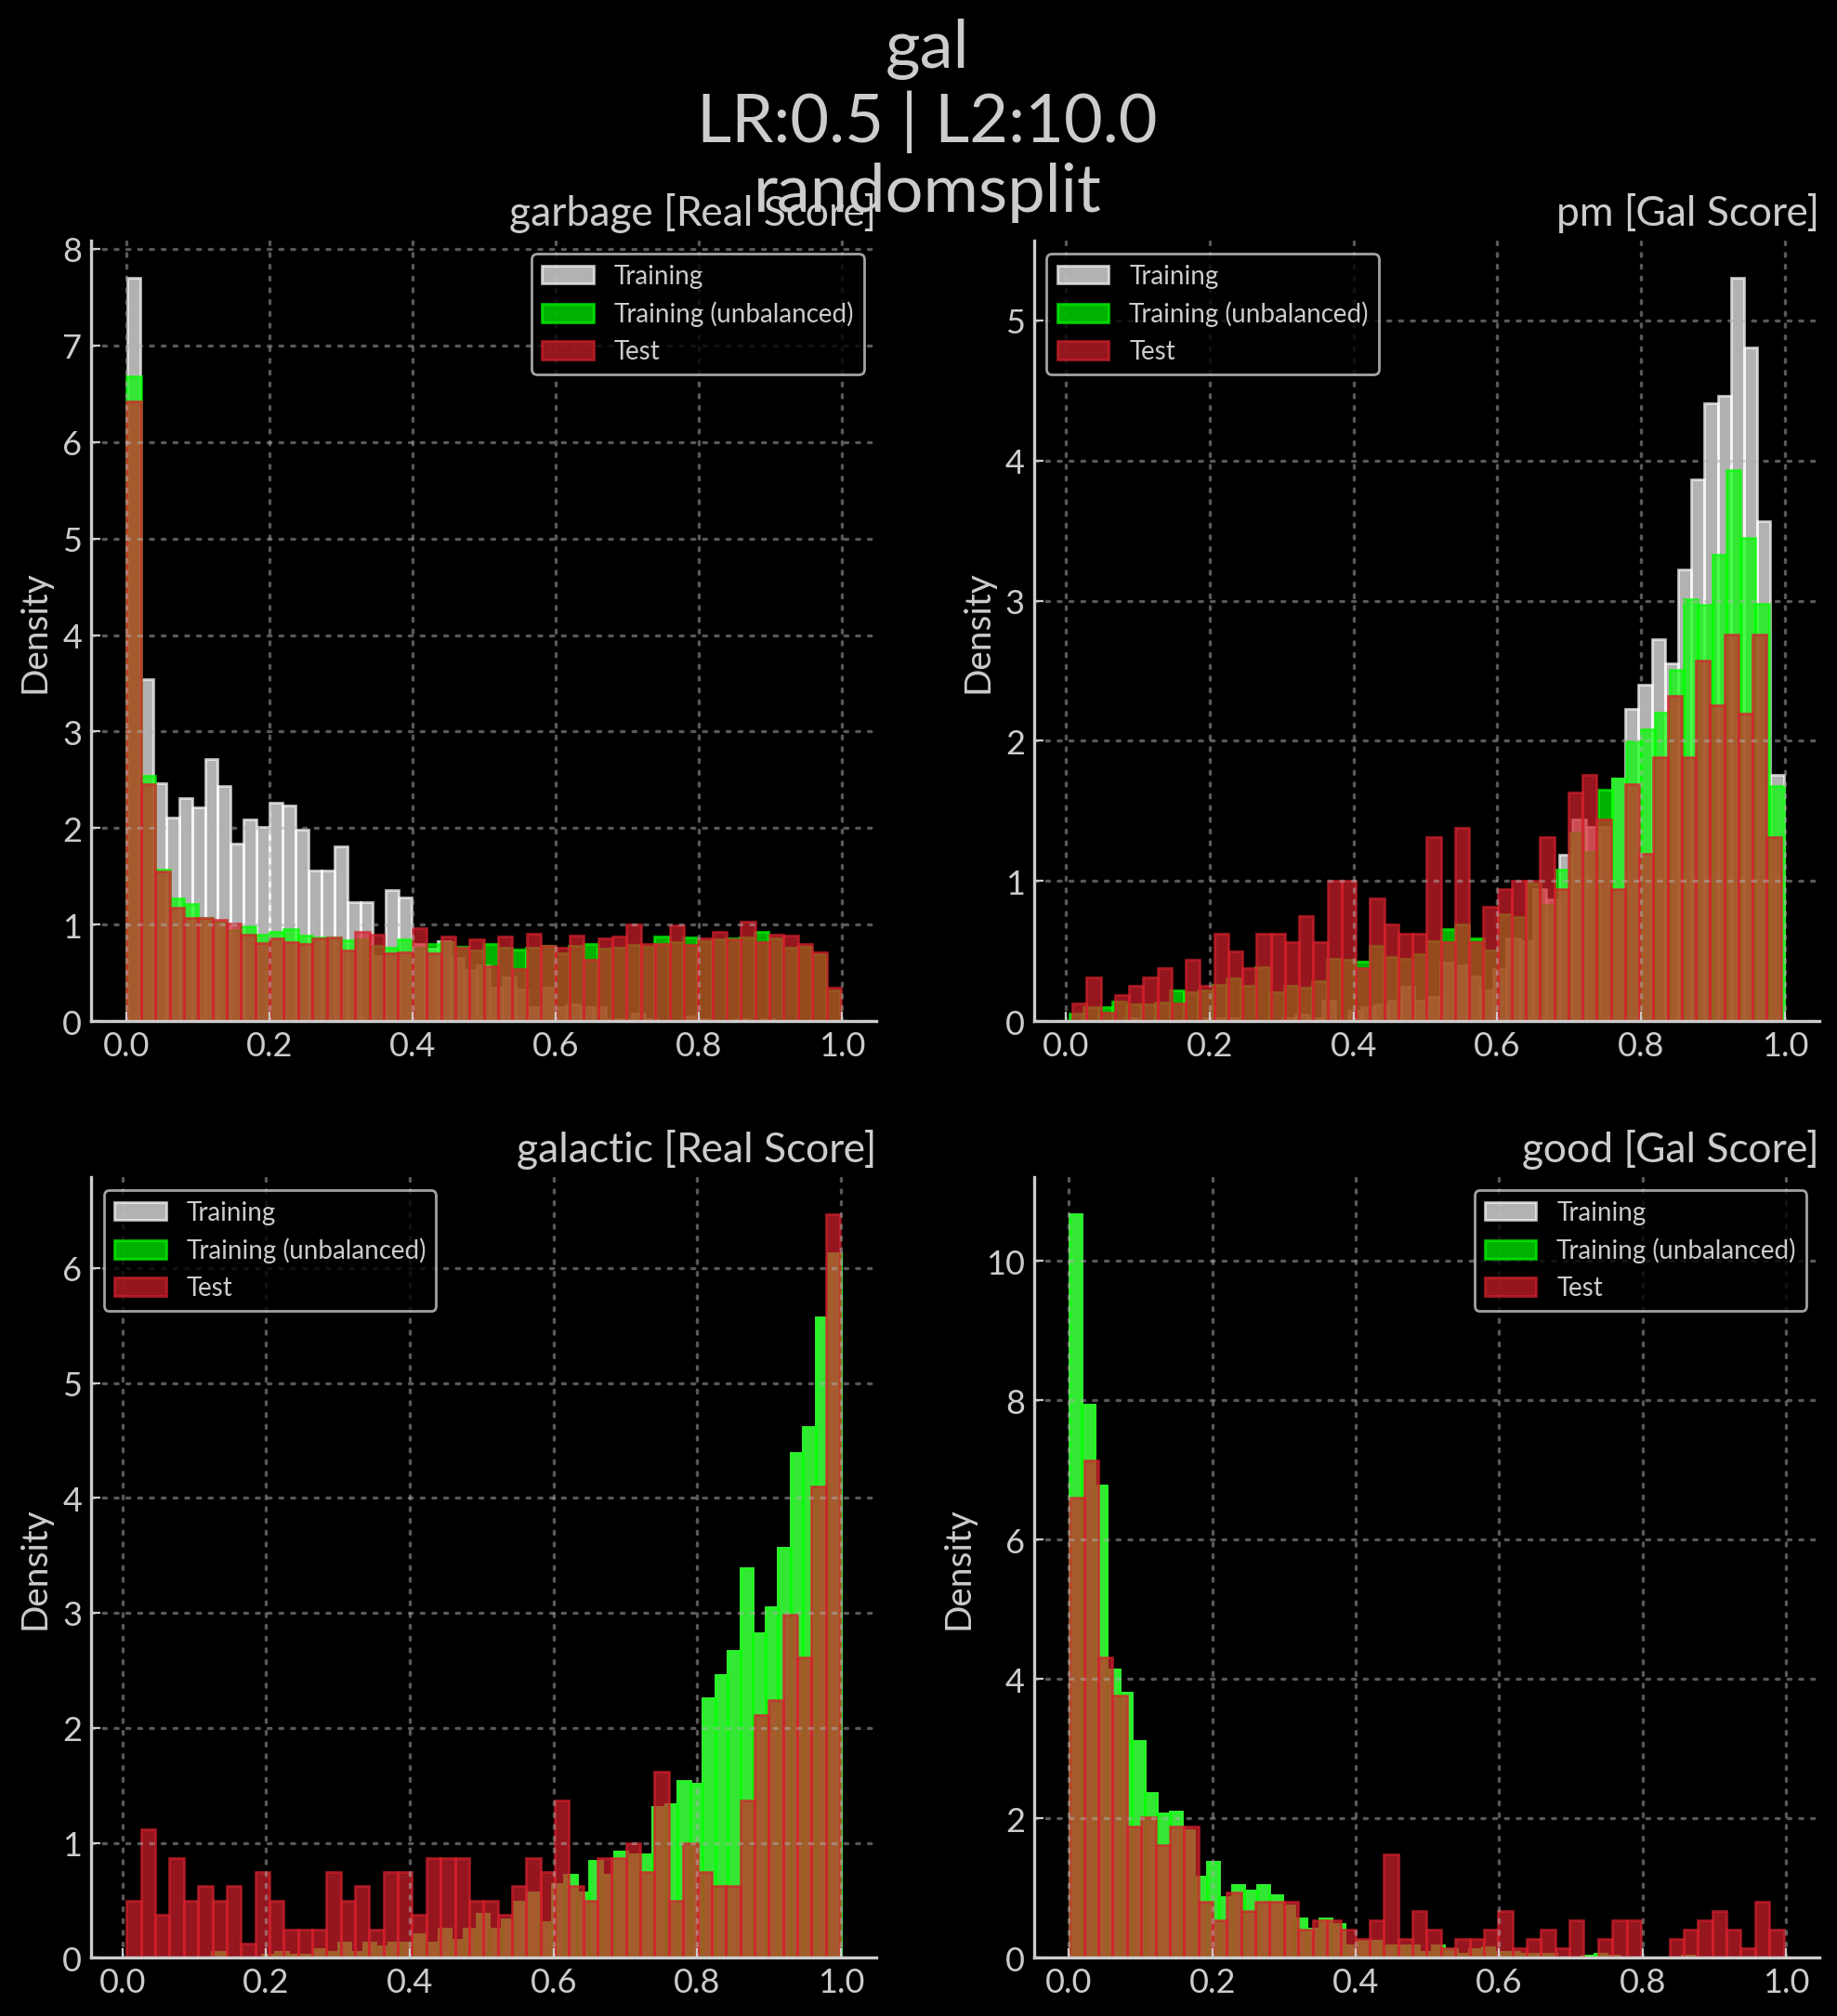 gal
LR:0.5 | L2:10.0
randomsplit
garbage [Real Score]
Training
Training (unbalanced)
Test
Density
8
7
6
5
4
3
2
1
0
0.0 0.2 0.4 0.6 0.8 1.0
pm [Gal Score]
Training
Training (unbalanced)
Test
Density
5
4
3
2
1
0
0.0 0.2 0.4 0.6 0.8 1.0
galactic [Real Score]
Training
Training (unbalanced)
Test
Density
6
5
4
3
2
1
0
0.0 0.2 0.4 0.6 0.8 1.0
good [Gal Score]
Training
Training (unbalanced)
Test
Density
10
8
6
4
2
0
0.0 0.2 0.4 0.6 0.8 1.0